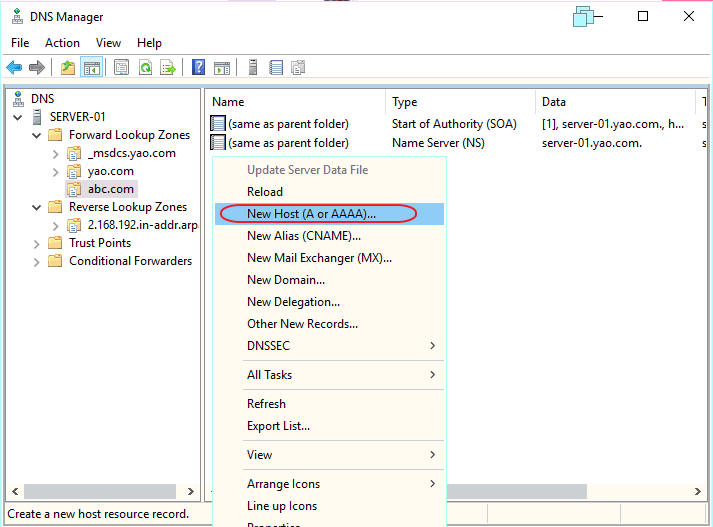 DNS Manager
File Action View Help
DNS
SERVER-01
Forward Lookup Zones
_msdcs.yao.com
yao.com
abc.com
Reverse Lookup Zones
2.168.192.in-addr.arpa
Trust Points
Conditional Forwarders
Name Type Data T
(same as parent folder) Start of Authority (SOA) [1], server-01.yao.com., h... s
(same as parent folder) Name Server (NS) server-01.yao.com. s
Update Server Data File
Reload
New Host (A or AAAA)...
New Alias (CNAME)...
New Mail Exchanger (MX)...
New Domain...
New Delegation...
Other New Records...
DNSSEC
All Tasks
Refresh
Export List...
View
Arrange Icons
Line up Icons
Properties
Create a new host resource record.